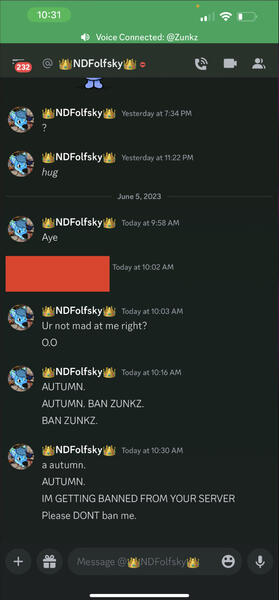 10:31
Voice Connected: @Zunkz
232
@ 👑NDFolfsky👑
👑NDFolfsky👑 Yesterday at 7:34 PM
?
👑NDFolfsky👑 Yesterday at 11:22 PM
hug
June 5, 2023
👑NDFolfsky👑 Today at 9:58 AM
Aye
Today at 10:02 AM
👑NDFolfsky👑 Today at 10:03 AM
Ur not mad at me right?
O.O
👑NDFolfsky👑 Today at 10:16 AM
AUTUMN.
AUTUMN. BAN ZUNKZ.
BAN ZUNKZ.
👑NDFolfsky👑 Today at 10:30 AM
a autumn.
AUTUMN.
IM GETTING BANNED FROM YOUR SERVER
Please DONT ban me.
Message @👑NDFolfsky👑